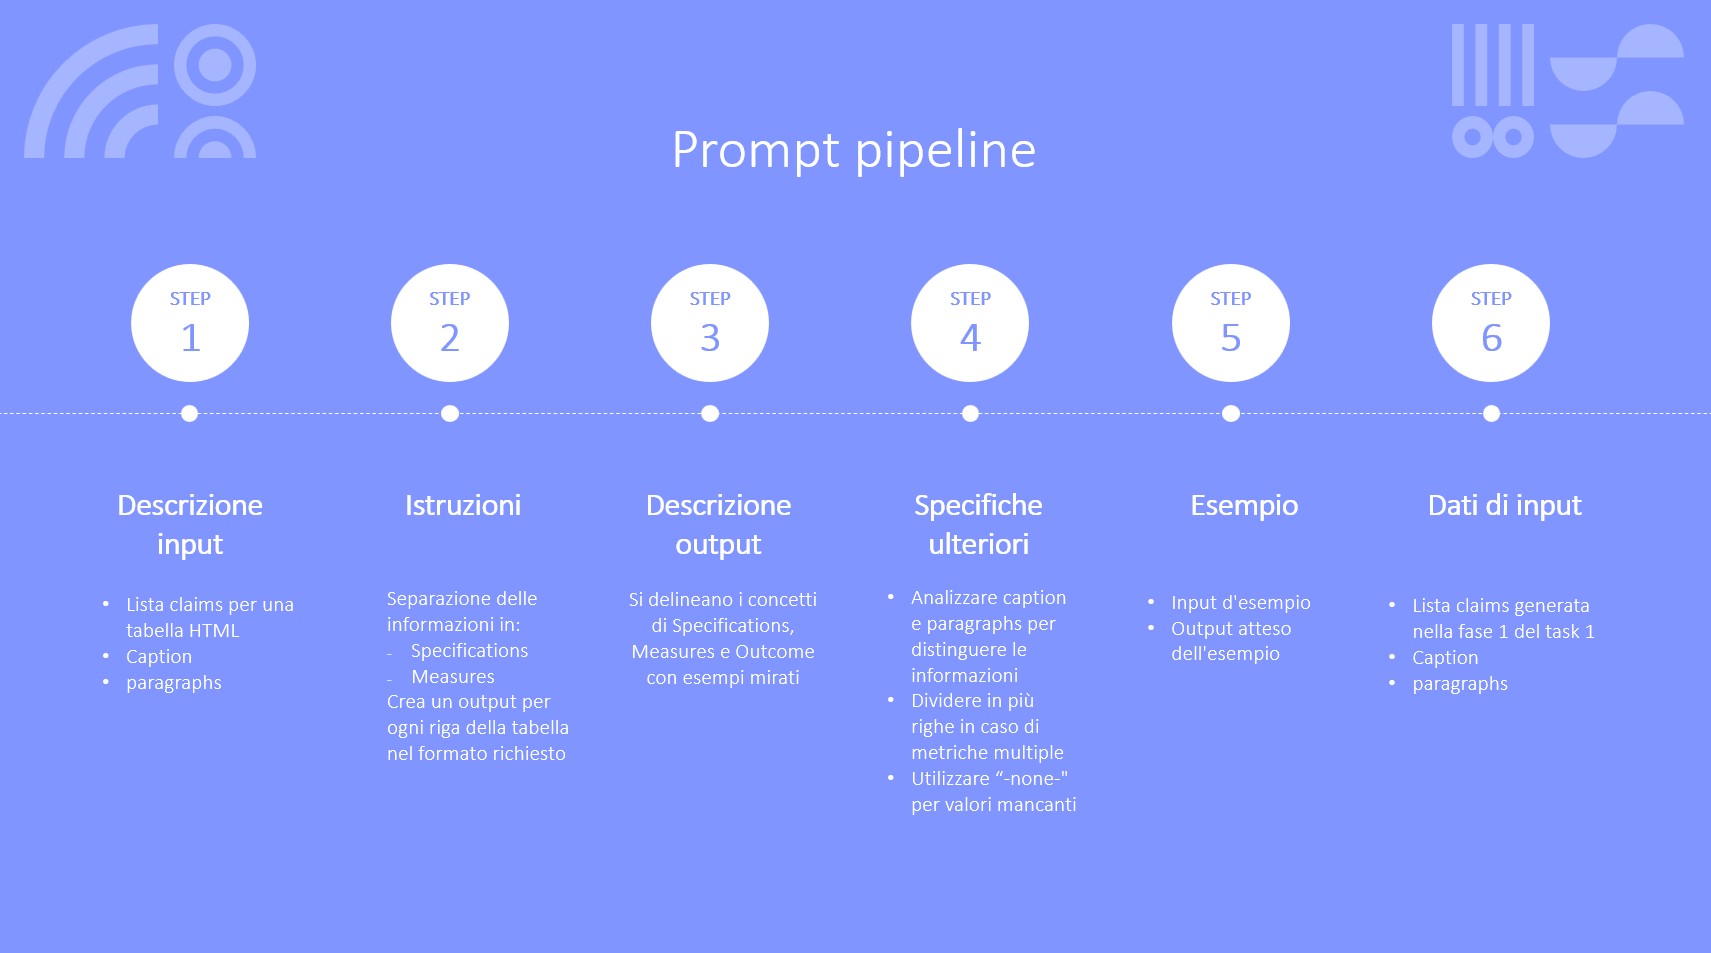 Prompt pipeline
STEP
1
STEP
2
STEP
3
STEP
4
STEP
5
STEP
6
Descrizione
input
• Lista claims per una
tabella HTML
• Caption
• paragraphs
Istruzioni
Separazione delle
informazioni in:
- Specifications
- Measures
Crea un output per
ogni riga della tabella
nel formato richiesto
Descrizione
output
Si delineano i concetti
di Specifications,
Measures e Outcome
con esempi mirati
Specifiche
ulteriori
• Analizzare caption
e paragraphs per
distinguere le
informazioni
• Dividere in più
righe in caso di
metriche multiple
• Utilizzare “-none-"
per valori mancanti
Esempio
• Input d'esempio
• Output atteso
dell'esempio
Dati di input
• Lista claims generata
nella fase 1 del task 1
• Caption
• paragraphs